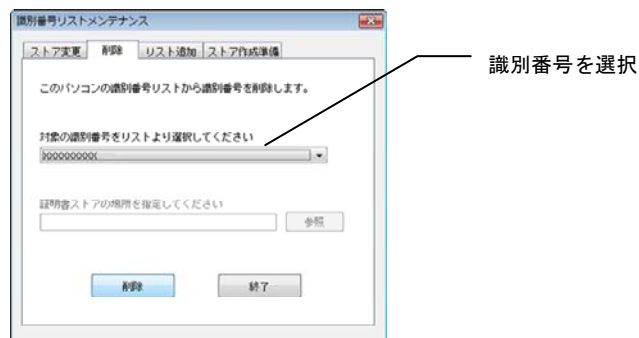 識別番号リストメンテナンス
ストア変更 削除 リスト追加 ストア作成準備
識別番号を選択
このパソコンの識別番号リストから識別番号を削除します。
対象の識別番号をリストより選択してください
XXXXXXXXXX
証明書ストアの場所を指定してください
参照
削除 終了